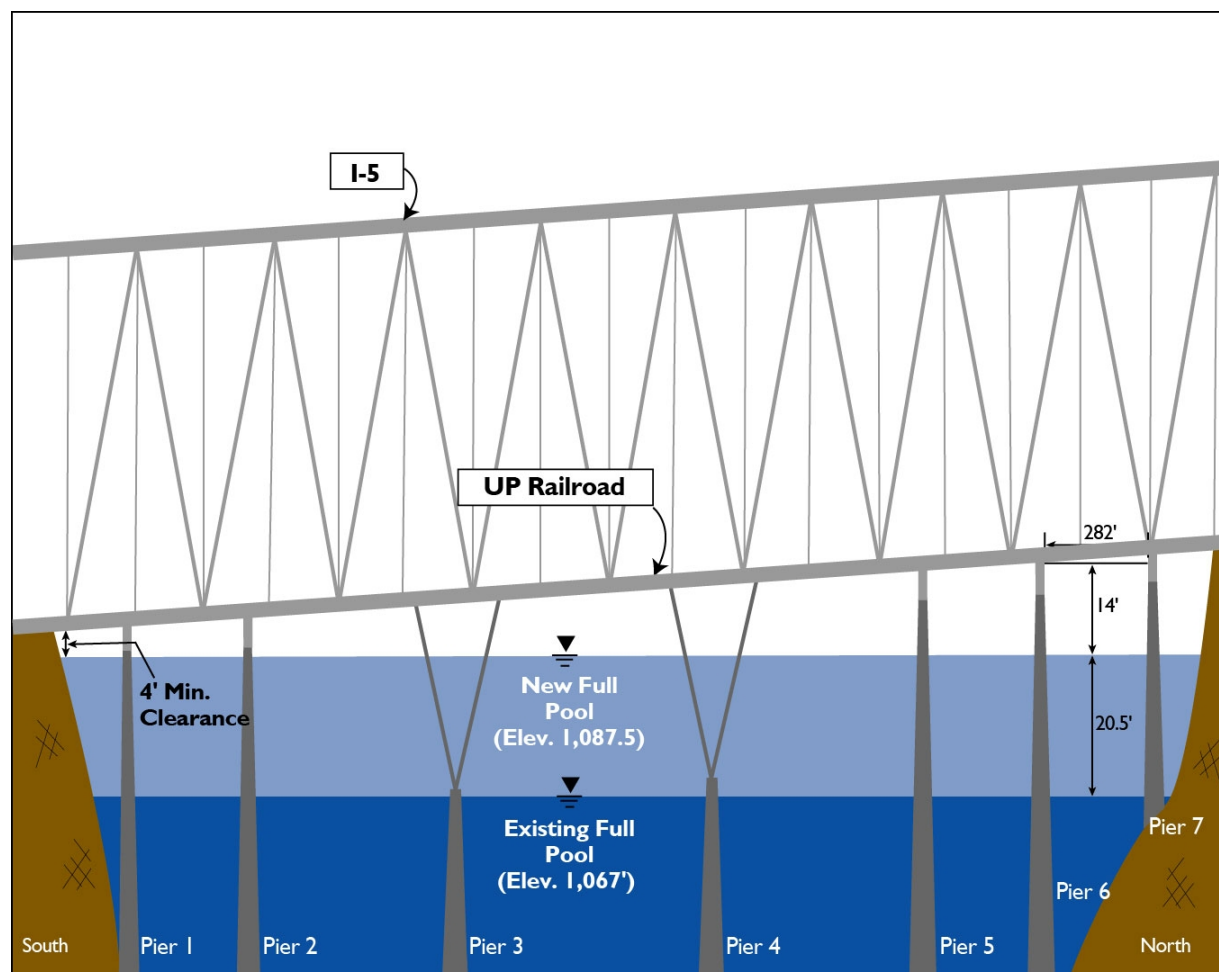 I-5
UP Railroad
282'
14'
4' Min.
Clearance
New Full
Pool
(Elev. 1,087.5)
20.5'
Existing Full
Pool
(Elev. 1,067')
Pier 7
Pier 6
South
Pier 1
Pier 2
Pier 3
Pier 4
Pier 5
North